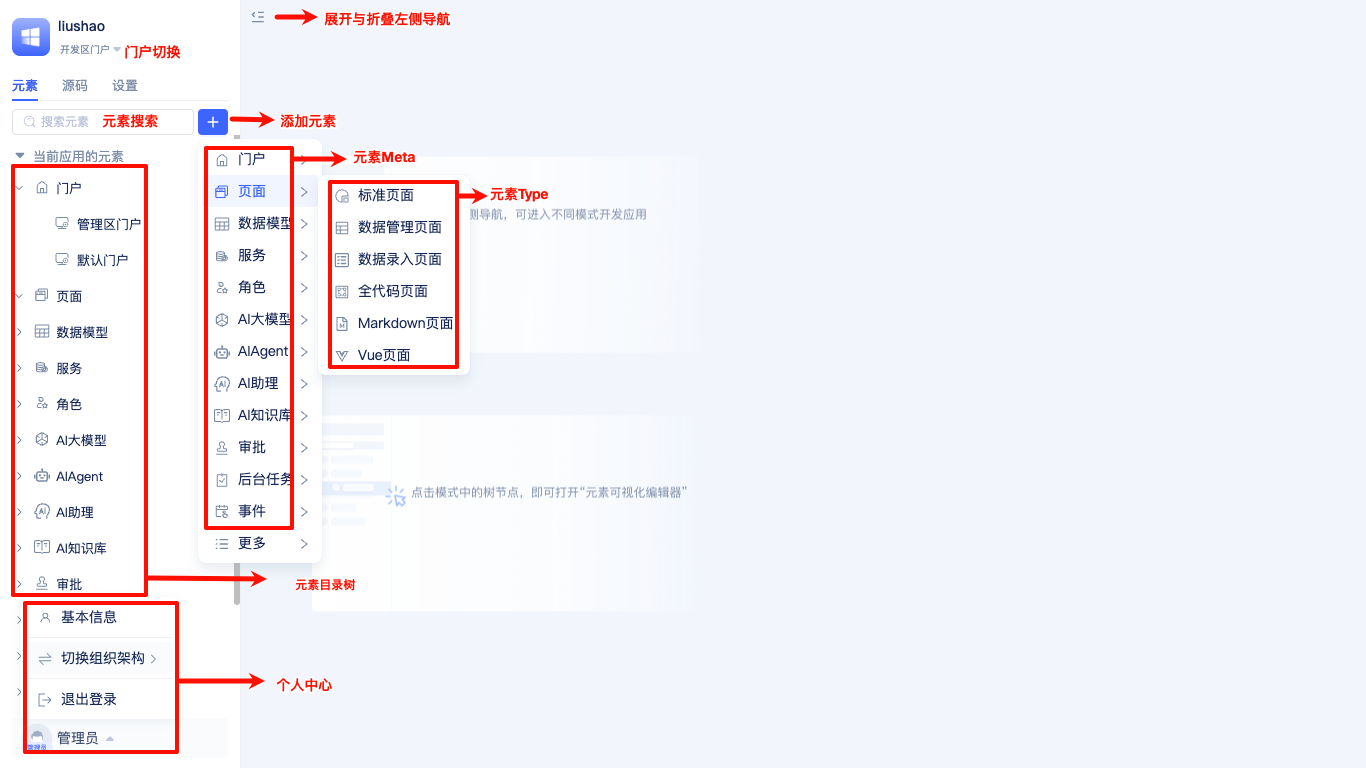 liushao
开发区门户
门户切换
展开与折叠左侧导航
元素 源码 设置
搜索元素
元素搜索
添加元素
当前应用的元素
门户
管理区门户
默认门户
页面
数据模型
服务
角色
AI大模型
AIAgent
AI助理
AI知识库
审批
元素目录树
门户
元素Meta
页面
数据模型
服务
角色
AI大模型
AIAgent
AI助理
AI知识库
审批
后台任务
事件
更多
标准页面
元素Type
数据管理页面
数据录入页面
全代码页面
Markdown页面
Vue页面
侧导航，可进入不同模式开发应用
点击模式中的树节点，即可打开“元素可视化编辑器”
基本信息
切换组织架构
退出登录
个人中心
管理员
管理员